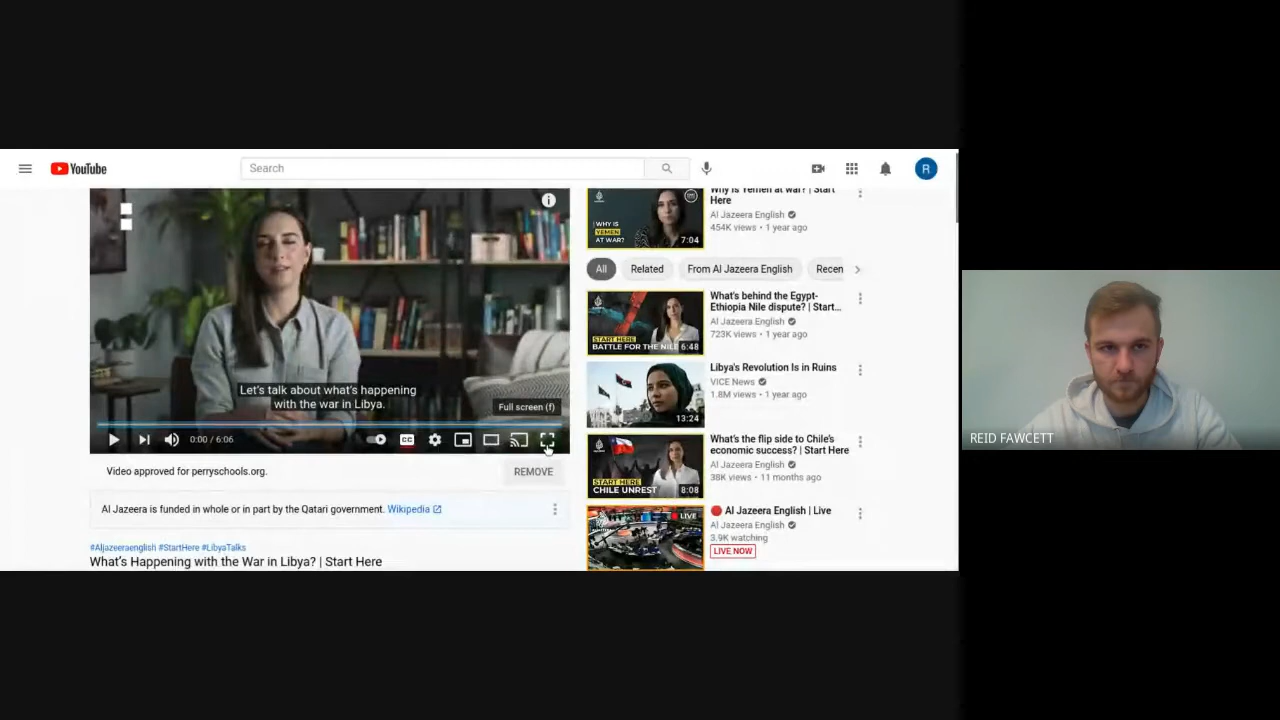 YouTube
Search
R
Let's talk about what's happening
with the war in Libya.
Full screen (f)
0:00 / 6:06
CC
Video approved for perryschools.org.
REMOVE
Al Jazeera is funded in whole or in part by the Qatari government. Wikipedia
#Aljazeeraenglish #StartHere #LibyaTalks
What's Happening with the War in Libya? | Start Here
WHY IS
YEMEN
AT WAR?
7:04
Why is Yemen at war? | Start
Here
Al Jazeera English
454K views • 1 year ago
All
Related
From Al Jazeera English
Recen
START HERE
BATTLE FOR THE NILE
6:48
What's behind the Egypt-
Ethiopia Nile dispute? | Start...
Al Jazeera English
723K views • 1 year ago
13:24
Libya's Revolution Is in Ruins
VICE News
1.8M views • 1 year ago
START HERE
CHILE UNREST
8:08
What's the flip side to Chile's
economic success? | Start Here
Al Jazeera English
38K views • 11 months ago
LIVE
Al Jazeera English | Live
Al Jazeera English
3.9K watching
LIVE NOW
REID FAWCETT